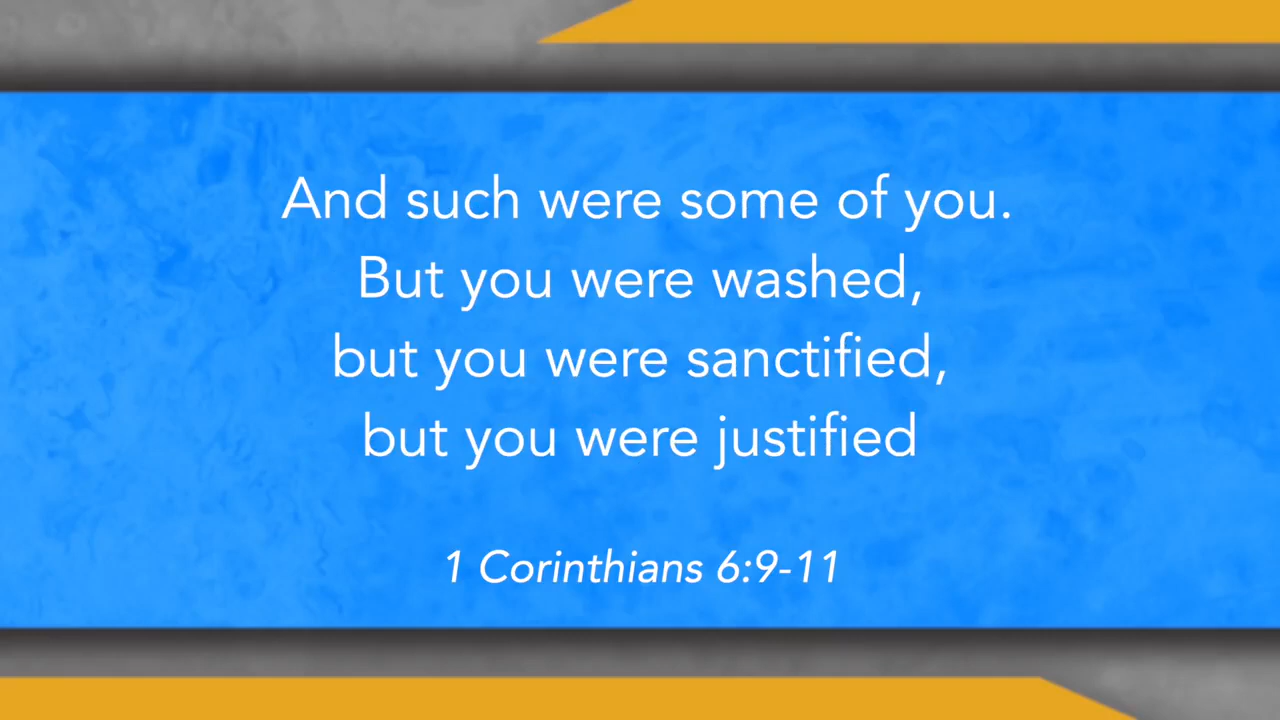 And such were some of you.
But you were washed,
but you were sanctified,
but you were justified
1 Corinthians 6:9-11